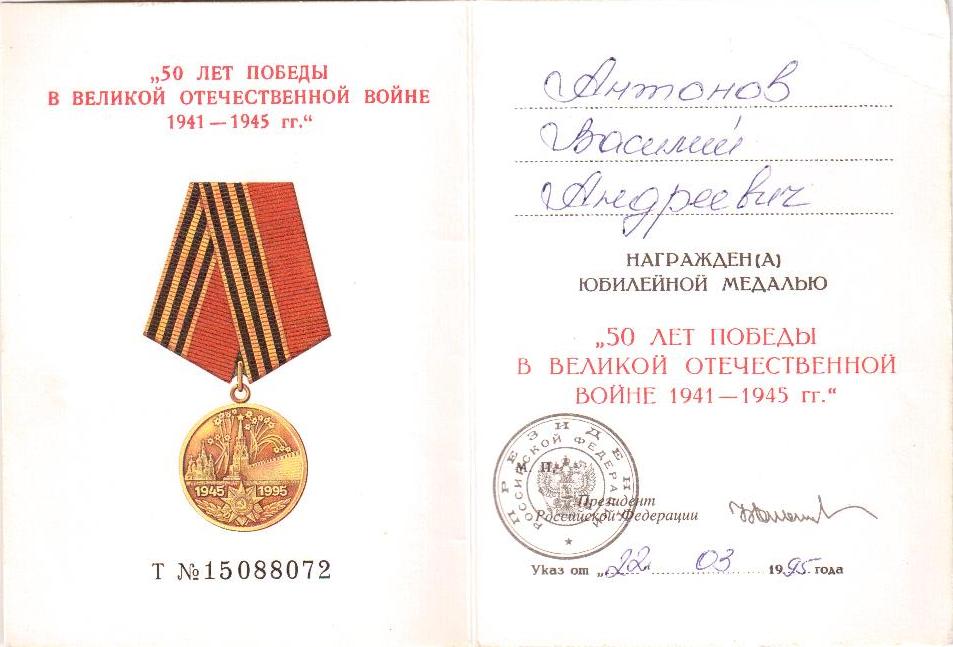 „50 ЛЕТ ПОБЕДЫ
В ВЕЛИКОЙ ОТЕЧЕСТВЕННОЙ ВОЙНЕ
1941—1945 гг.“
1945 1995
Т №15088072
Антонов
Василий
Андреевич
НАГРАЖДЕН(А)
ЮБИЛЕЙНОЙ МЕДАЛЬЮ
„50 ЛЕТ ПОБЕДЫ
В ВЕЛИКОЙ ОТЕЧЕСТВЕННОЙ
ВОЙНЕ 1941—1945 гг.“
ПРЕЗИДЕНТ
РОССИЙСКОЙ ФЕДЕРАЦИИ
М. П.
Президент
Российской Федерации
Указ от „22“ 03 1995 года